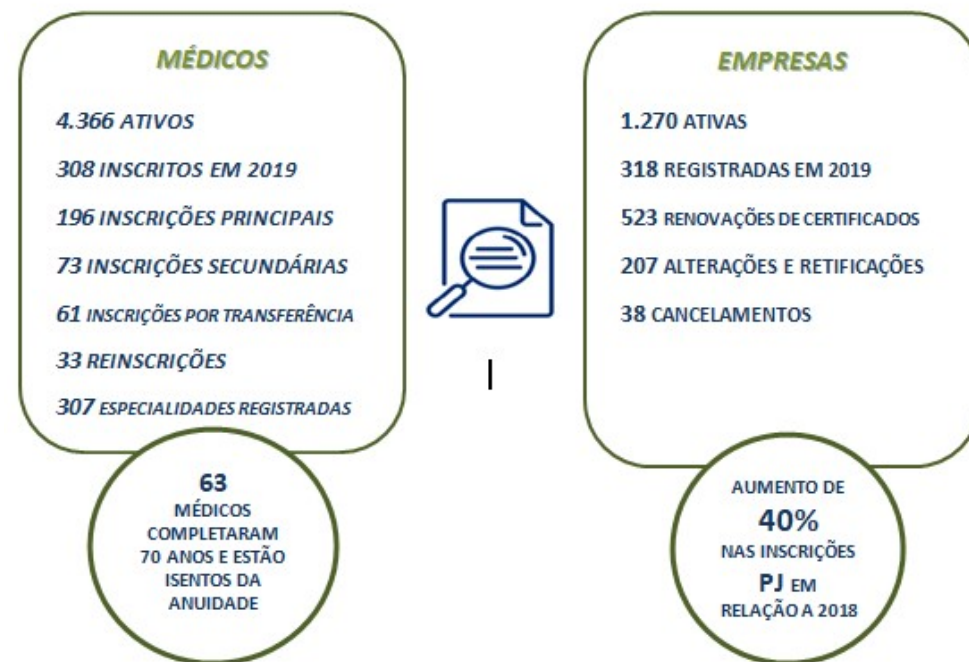 MÉDICOS
4.366 ATIVOS
308 INSCRITOS EM 2019
196 INSCRIÇÕES PRINCIPAIS
73 INSCRIÇÕES SECUNDÁRIAS
61 INSCRIÇÕES POR TRANSFERÊNCIA
33 REINSCRIÇÕES
307 ESPECIALIDADES REGISTRADAS
63
MÉDICOS
COMPLETARAM
70 ANOS E ESTÃO
ISENTOS DA
ANUIDADE
EMPRESAS
1.270 ATIVAS
318 REGISTRADAS EM 2019
523 RENOVAÇÕES DE CERTIFICADOS
207 ALTERAÇÕES E RETIFICAÇÕES
38 CANCELAMENTOS
AUMENTO DE
40%
NAS INSCRIÇÕES
PJ EM
RELAÇÃO A 2018